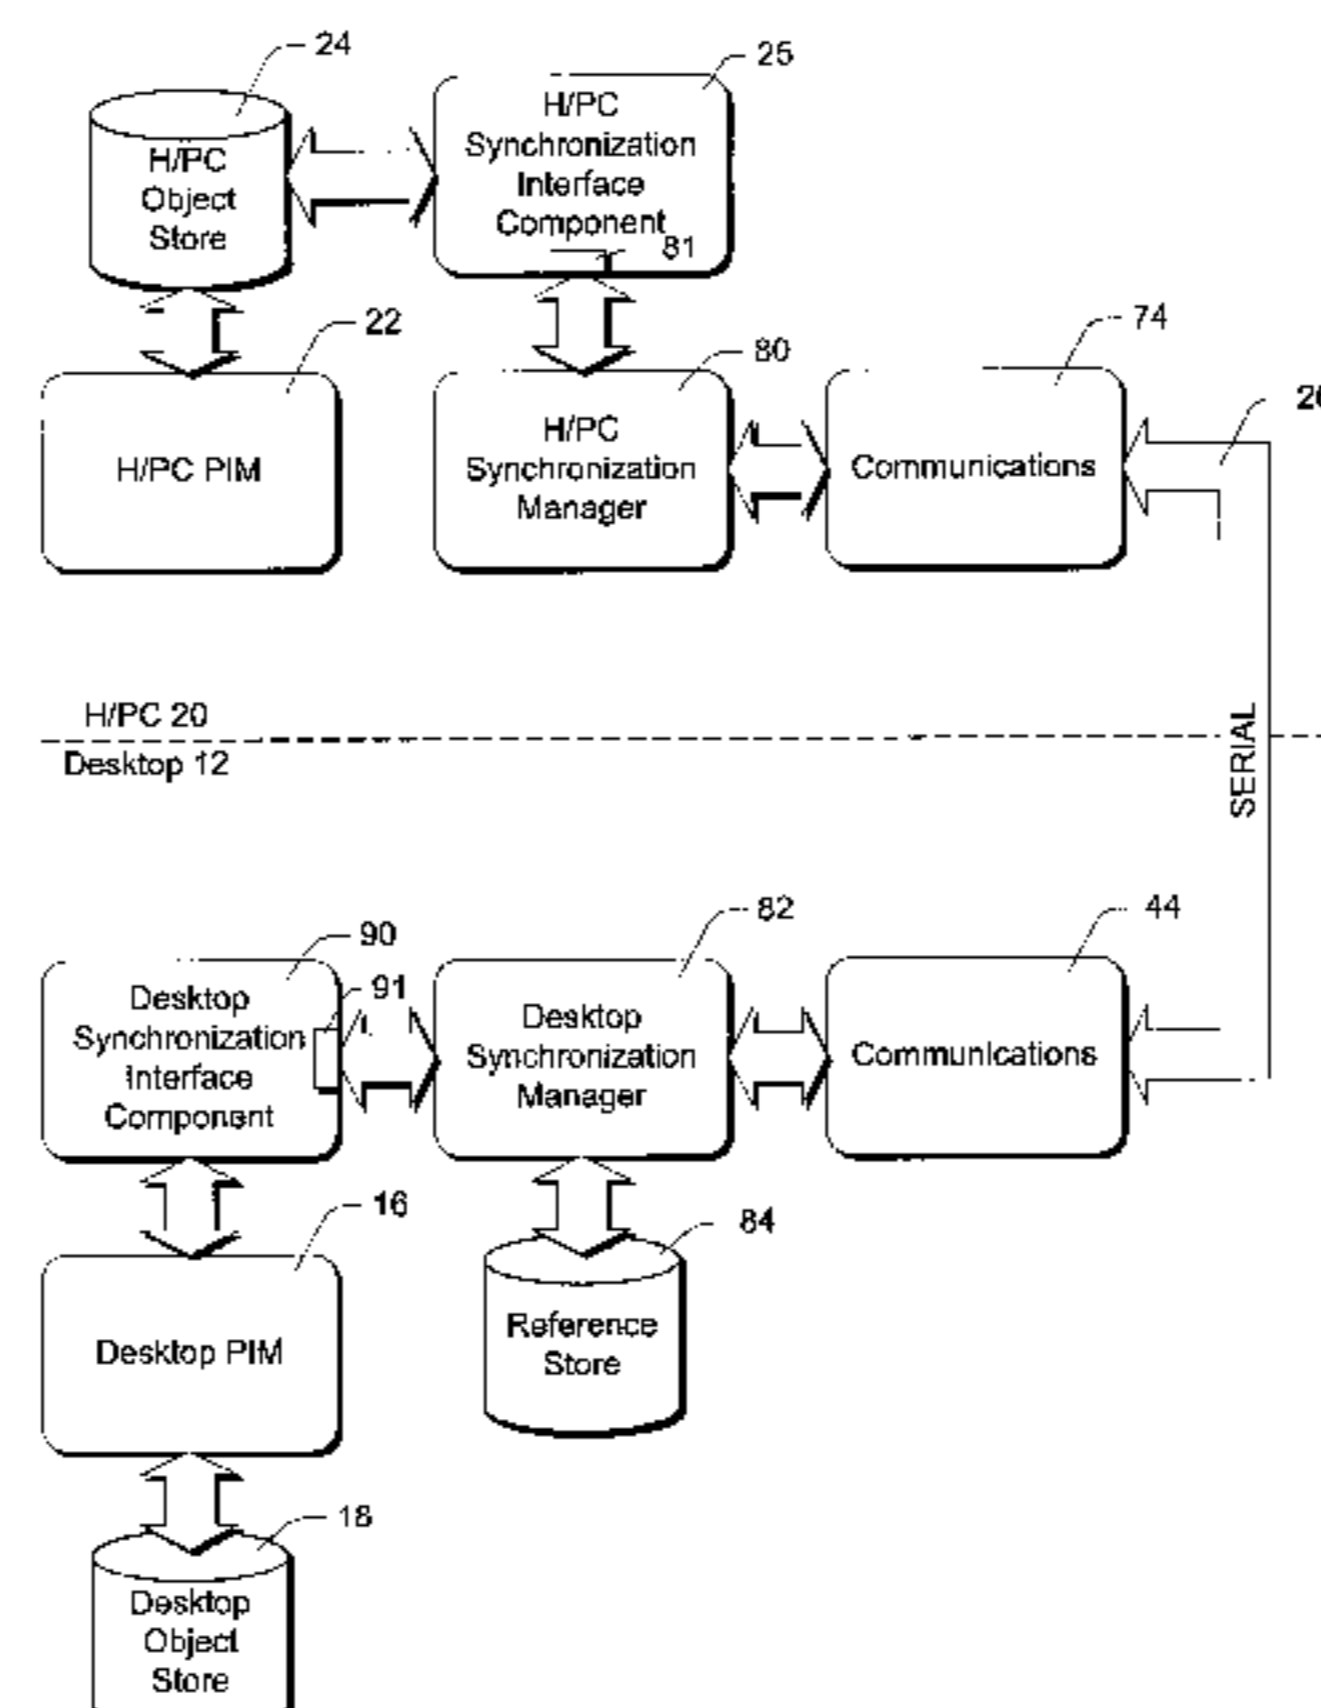 24
25
H/PC
Object
Store
H/PC
Synchronization
Interface
Component
81
22
80
74
H/PC PIM
H/PC
Synchronization
Manager
Communications
H/PC 20
Desktop 12
SERIAL
90
91
82
44
Desktop
Synchronization
Interface
Component
Desktop
Synchronization
Manager
Communications
16
84
Desktop PIM
Reference
Store
18
Desktop
Object
Store